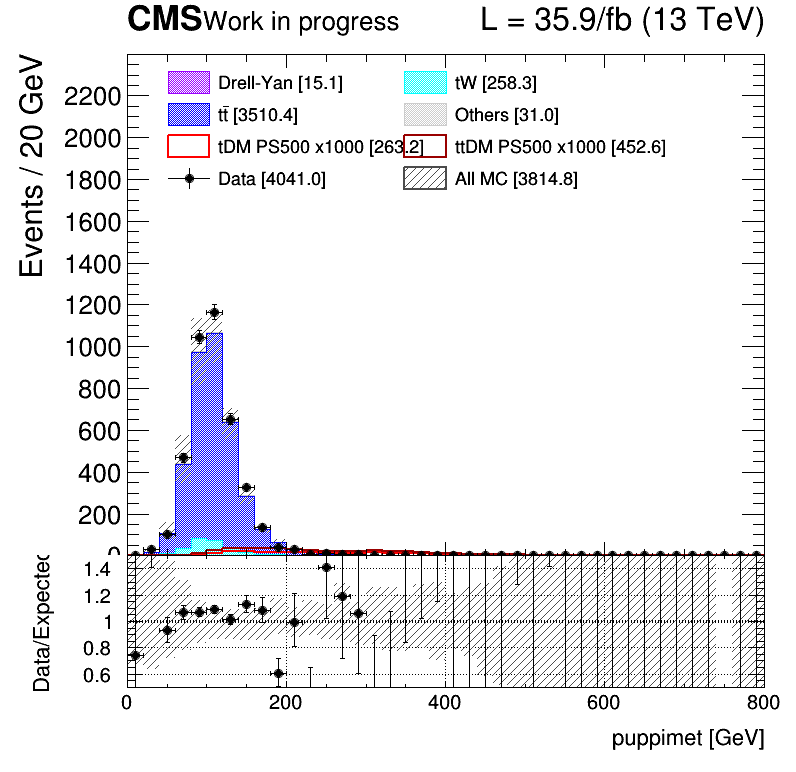 CMS Work in progress L = 35.9/fb (13 TeV)
Events / 20 GeV
2200
2000
1800
1600
1400
1200
1000
800
600
400
200
0
Drell-Yan [15.1] tW [258.3]
tt̄ [3510.4] Others [31.0]
tDM PS500 x1000 [263.2] ttDM PS500 x1000 [452.6]
Data [4041.0] All MC [3814.8]
Data/Expected
1.4
1.2
1
0.8
0.6
0 200 400 600 800
puppimet [GeV]